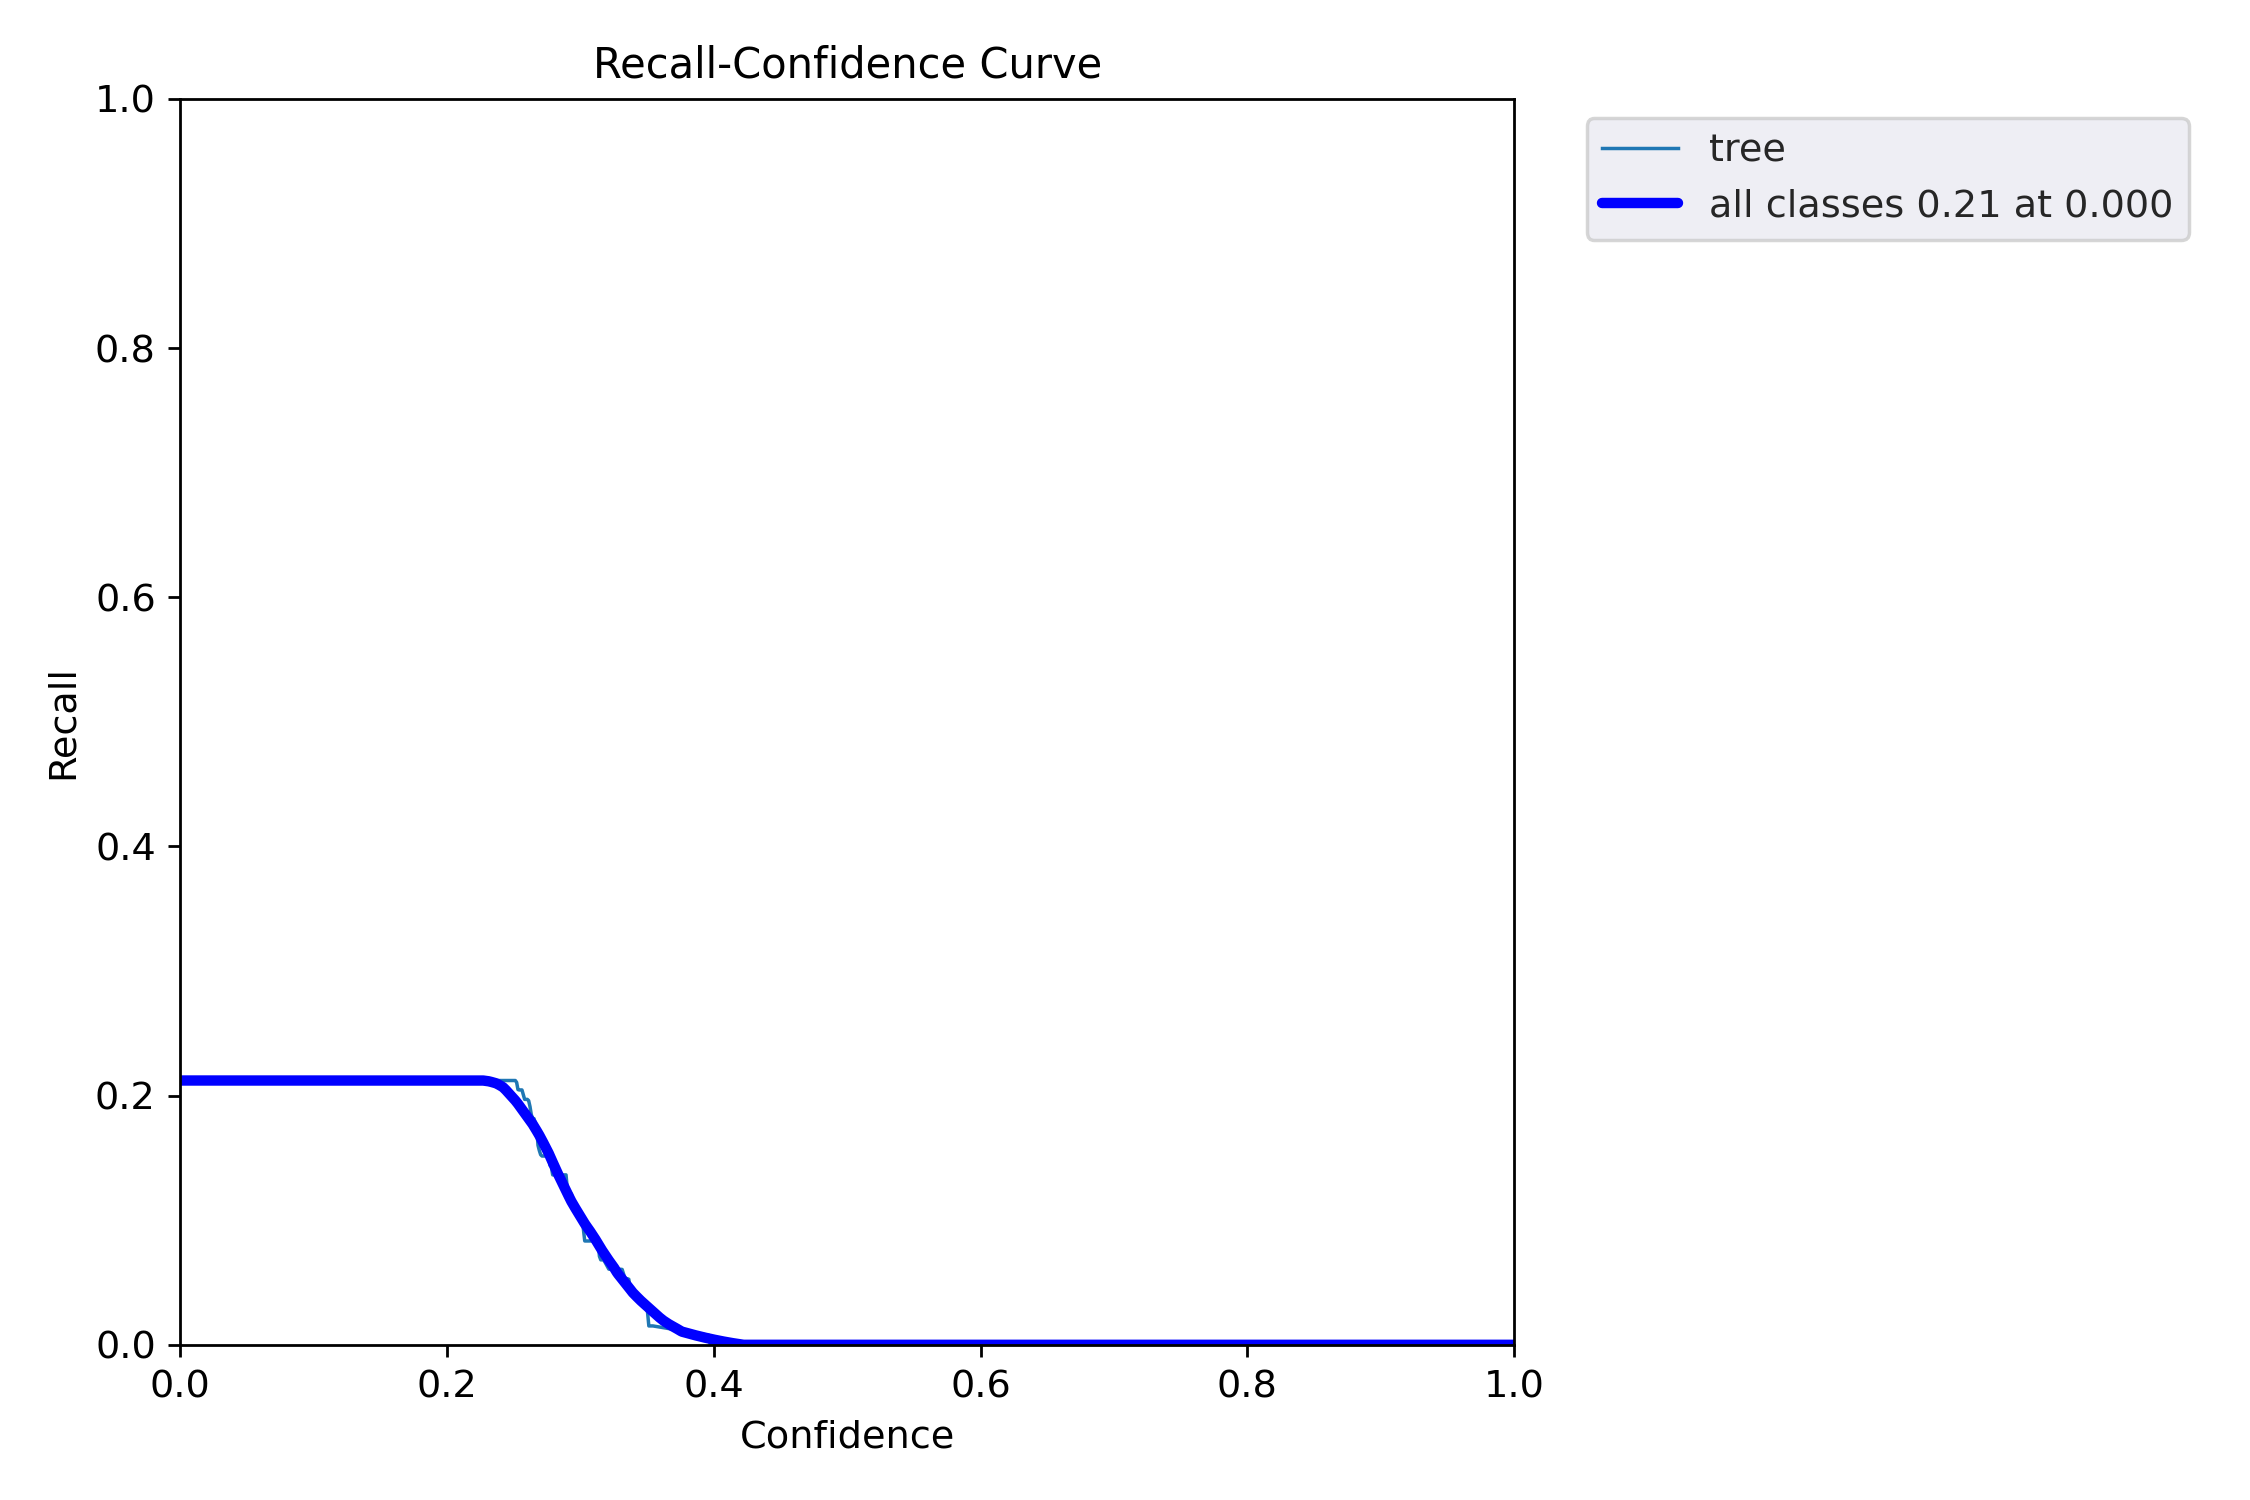 Recall-Confidence Curve
1.0
0.8
0.6
0.4
0.2
0.0
Recall
0.0 0.2 0.4 0.6 0.8 1.0
Confidence
tree
all classes 0.21 at 0.000